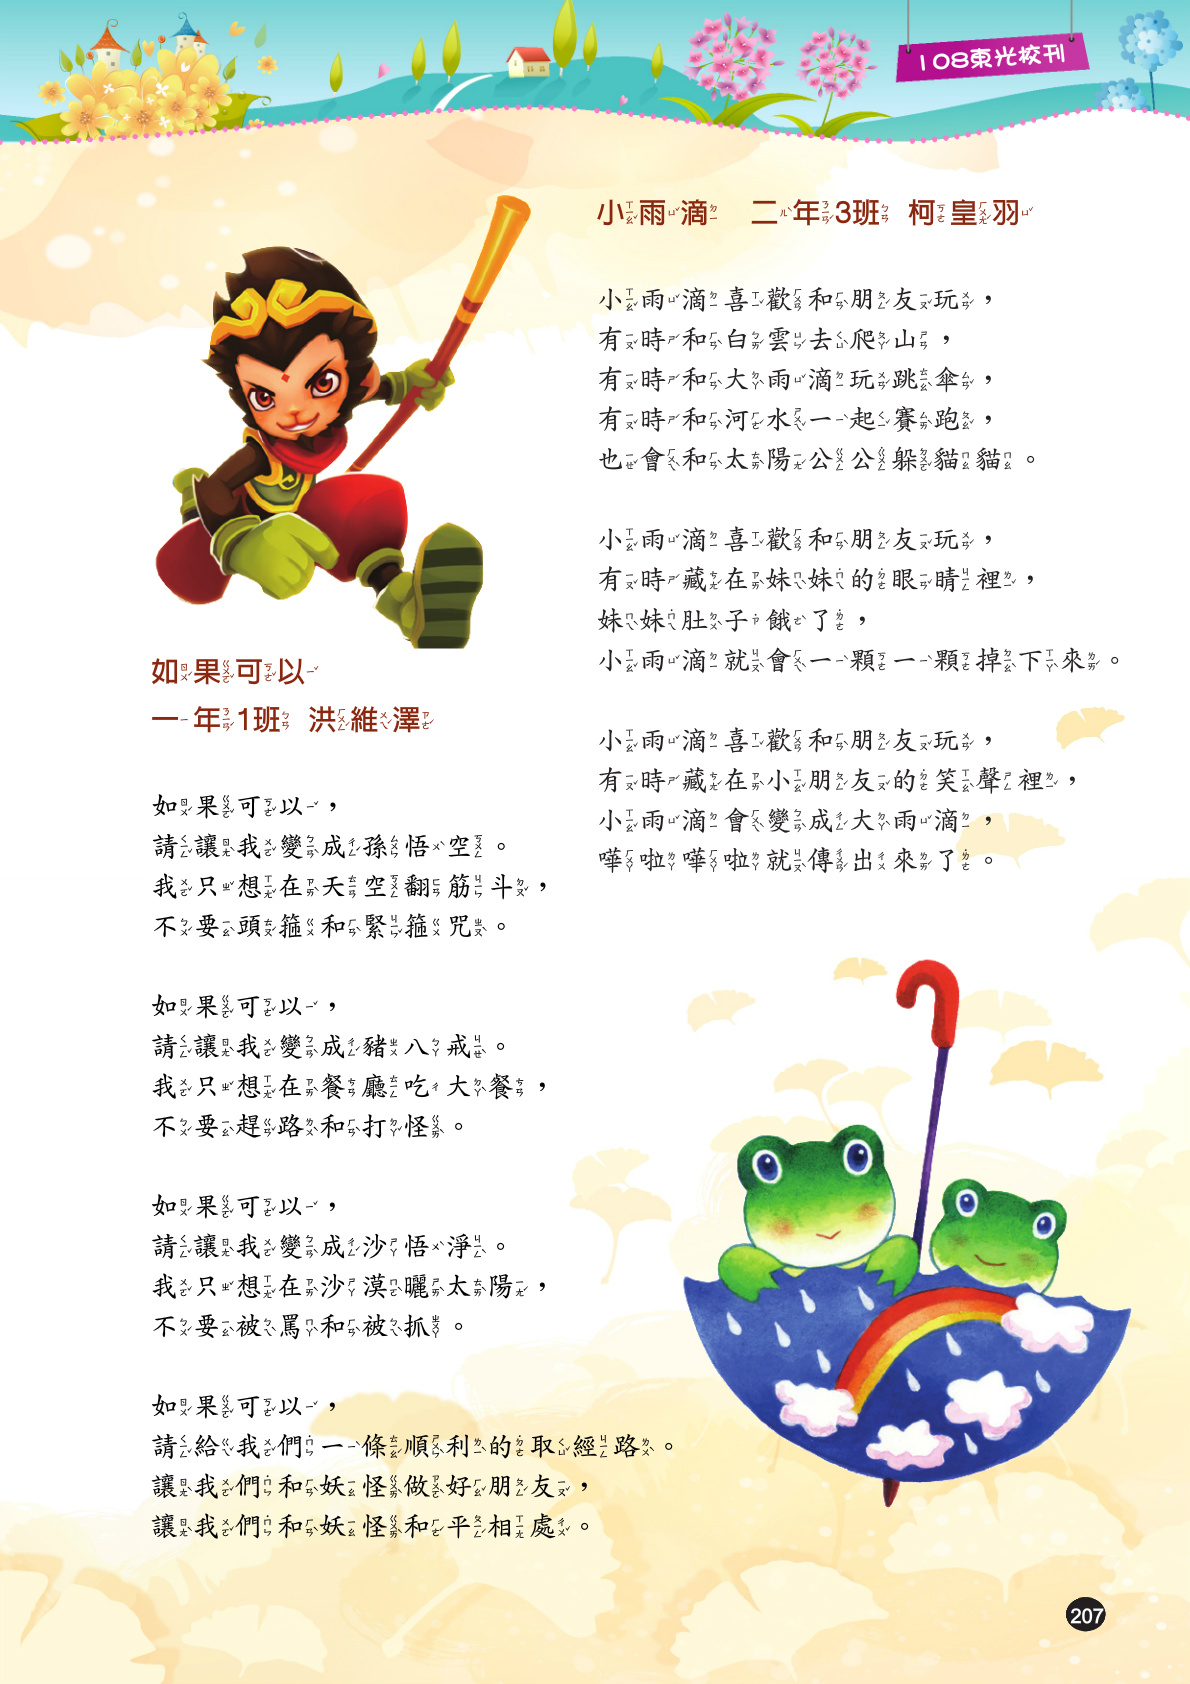 108東光校刊
如果可以
一年1班 洪維澤
如果可以，
請讓我變成孫悟空。
我只想在天空翻筋斗，
不要頭箍和緊箍咒。
如果可以，
請讓我變成豬八戒。
我只想在餐廳吃大餐，
不要趕路和打怪。
如果可以，
請讓我變成沙悟淨。
我只想在沙漠曬太陽，
不要被罵和被抓。
如果可以，
請給我們一條順利的取經路。
讓我們和妖怪做好朋友，
讓我們和妖怪和平相處。
小雨滴 二年3班 柯皇羽
小雨滴喜歡和朋友玩，
有時和白雲去爬山，
有時和大雨滴玩跳傘，
有時和河水一起賽跑，
也會和太陽公公躲貓貓。
小雨滴喜歡和朋友玩，
有時藏在妹妹的眼睛裡，
妹妹肚子餓了，
小雨滴就會一顆一顆掉下來。
小雨滴喜歡和朋友玩，
有時藏在小朋友的笑聲裡，
小雨滴會變成大雨滴，
嘩啦嘩啦就傳出來了。
207